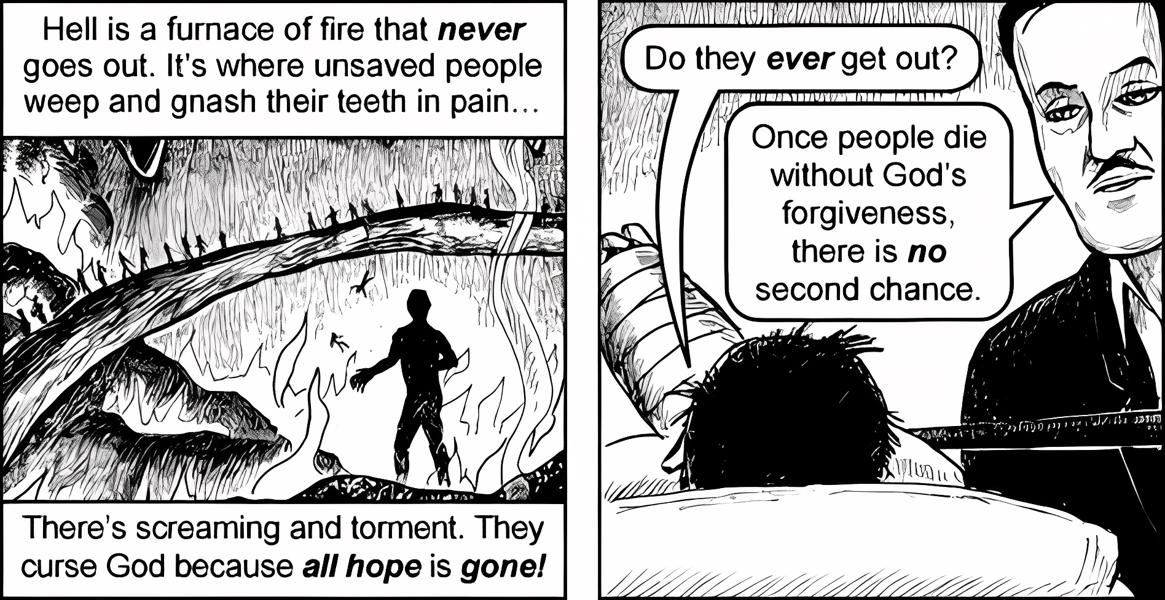 Hell is a furnace of fire that never
goes out. It's where unsaved people
weep and gnash their teeth in pain...
There's screaming and torment. They
curse God because all hope is gone!
Do they ever get out?
Once people die
without God's
forgiveness,
there is no
second chance.